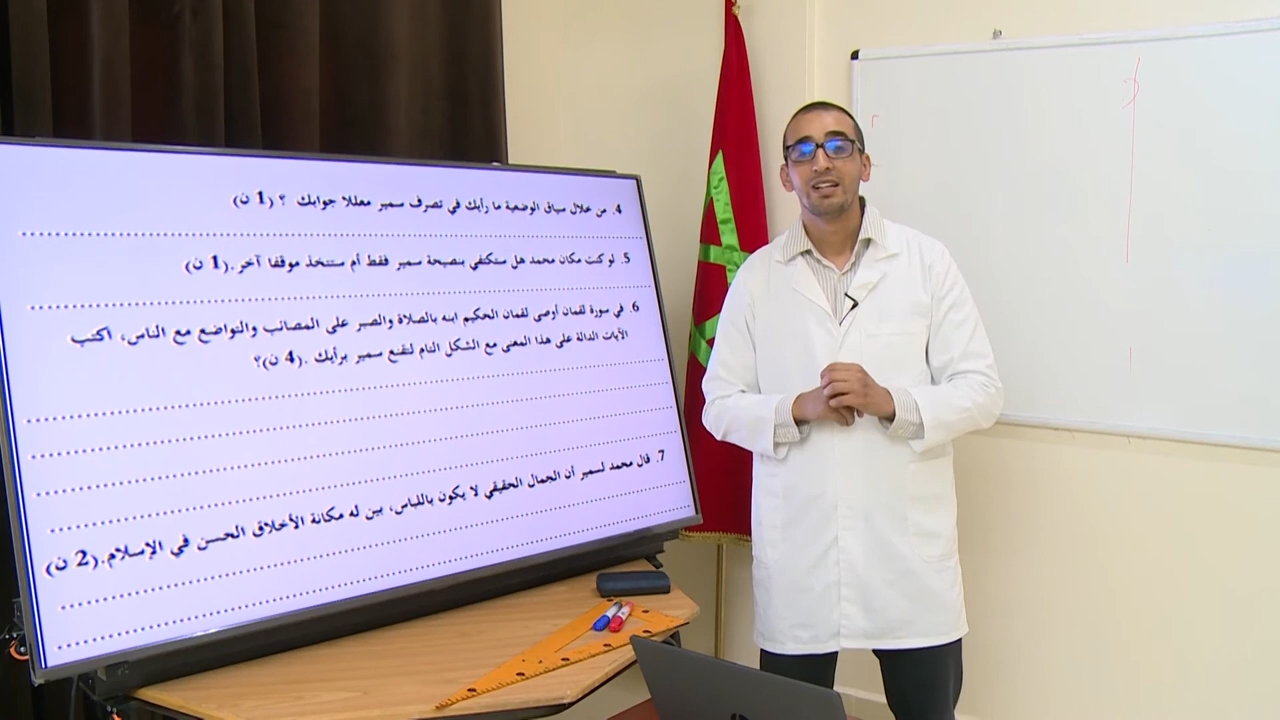 4. من خلال سياق الوضعية ما رأيك في تصرف سمير معللا جوابك ؟ (1 ن)
5. لو كنت مكان محمد هل ستكتفي بنصيحة سمير فقط أم ستتخذ موقفا آخر.(1 ن)
6. في سورة لقمان أوصى لقمان الحكيم ابنه بالصلاة والصبر على المصائب والتواضع مع الناس، اكتب
الآيات الدالة على هذا المعنى مع الشكل التام لتقنع سمير برأيك .(4 ن)؟
7. قال محمد لسمير أن الجمال الحقيقي لا يكون باللباس، بين له مكانة الأخلاق الحسن في الإسلام.(2 ن)